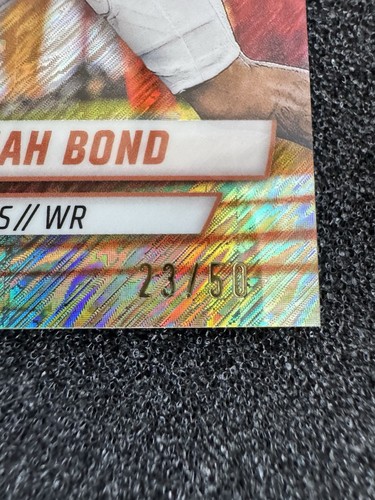 AH BOND
S // WR
23/50